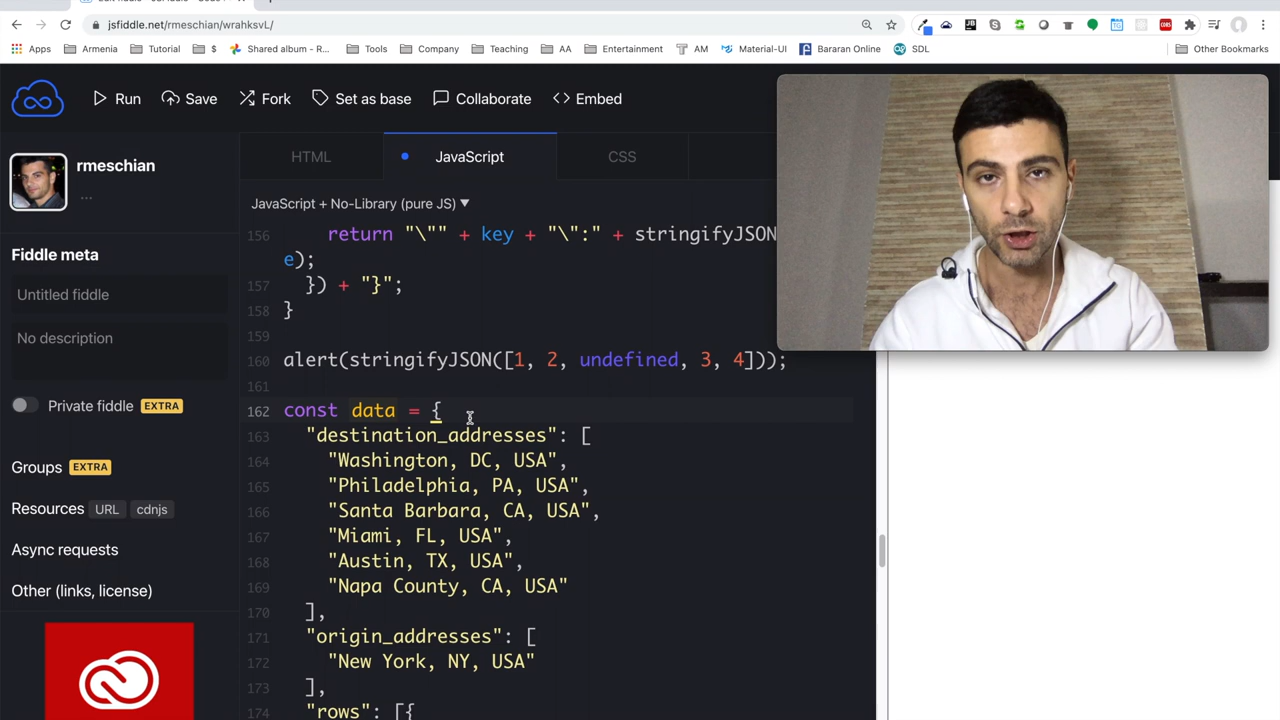 jsfiddle.net/rmeschian/wrahksvL/
Apps Armenia Tutorial $ Shared album - R... Tools Company Teaching AA Entertainment AM Material-UI Bararan Online SDL Other Bookmarks
Run Save Fork Set as base Collaborate Embed
rmeschian
...
Fiddle meta
Untitled fiddle
No description
Private fiddle EXTRA
Groups EXTRA
Resources URL cdnjs
Async requests
Other (links, license)
HTML JavaScript CSS
JavaScript + No-Library (pure JS)
156 return "\"" + key + "\":" + stringifyJSON
e);
157 }) + "}";
158 }
159
160 alert(stringifyJSON([1, 2, undefined, 3, 4]));
161
162 const data = {
163 "destination_addresses": [
164 "Washington, DC, USA",
165 "Philadelphia, PA, USA",
166 "Santa Barbara, CA, USA",
167 "Miami, FL, USA",
168 "Austin, TX, USA",
169 "Napa County, CA, USA"
170 ],
171 "origin_addresses": [
172 "New York, NY, USA"
173 ],
174 "rows": [{